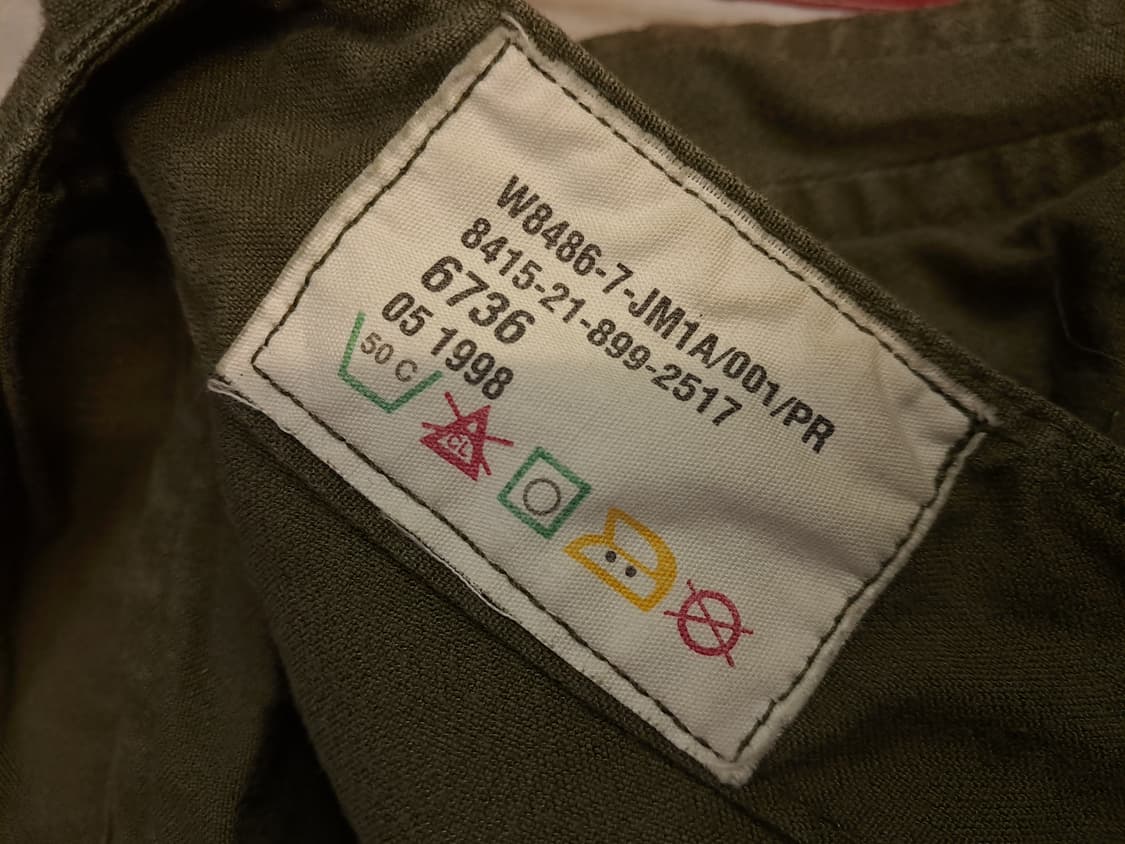 W8486-7-JM1A/001/PR
8415-21-899-2517
6736
05 1998
50 C
CL